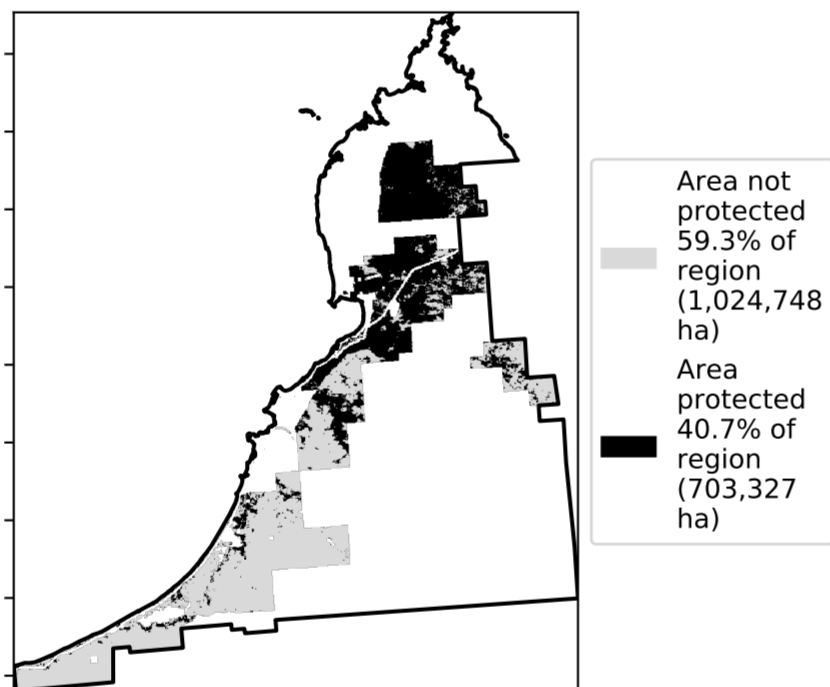 Area not
protected
59.3% of
region
(1,024,748
ha)
Area
protected
40.7% of
region
(703,327
ha)